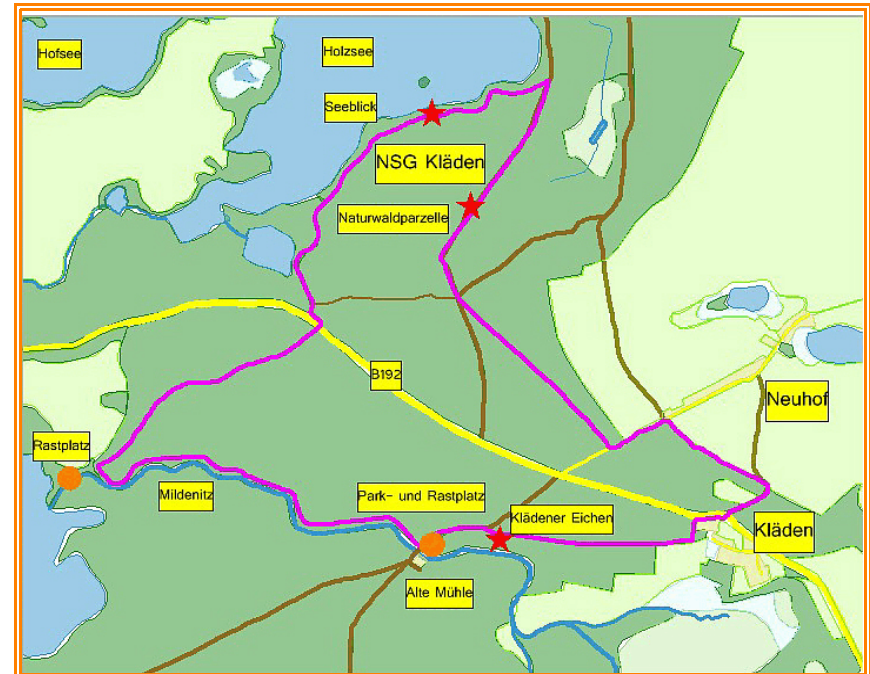 Hofsee
Holzsee
Seeblick
NSG Kläden
Naturwaldparzelle
B192
Neuhof
Rastplatz
Mildenitz
Park- und Rastplatz
Klädener Eichen
Kläden
Alte Mühle